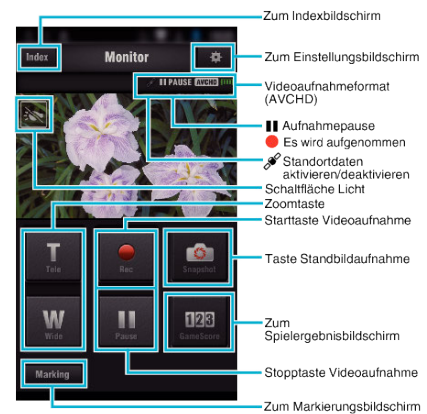 Zum Indexbildschirm
Index
Monitor
Zum Einstellungsbildschirm
PAUSE AVCHD
Videoaufnahmeformat
(AVCHD)
Aufnahmepause
Es wird aufgenommen
Standortdaten
aktivieren/deaktivieren
Schaltfläche Licht
Zoomtaste
Starttaste Videoaufnahme
T
Tele
Rec
Snapshot
Taste Standbildaufnahme
W
Wide
Pause
123
GameScore
Zum
Spielergebnisbildschirm
Marking
Stopptaste Videoaufnahme
Zum Markierungsbildschirm